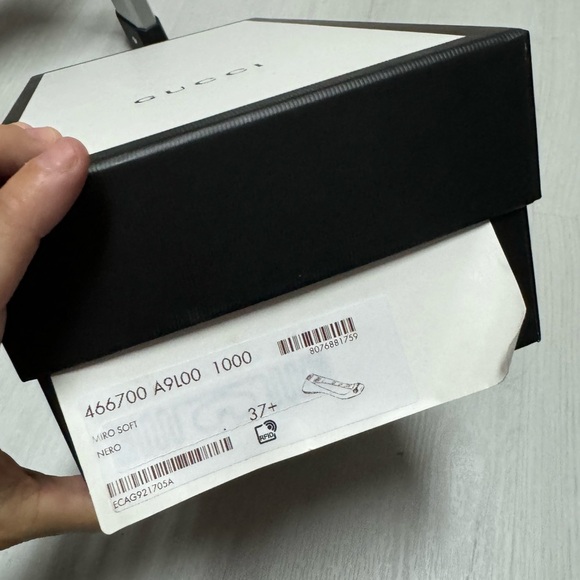 GUCCI
466700 A9L00 1000
8076881759
MIRO SOFT
37+
NERO
RFID
ECAG921705A